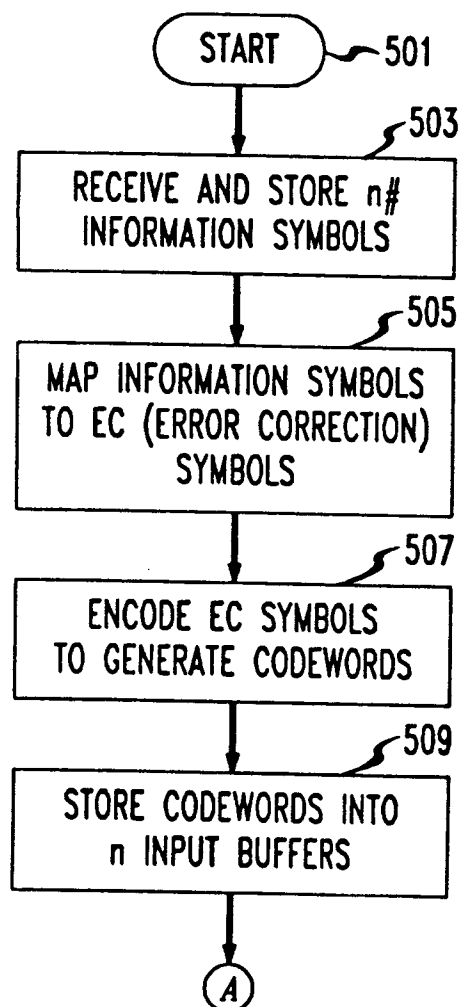 START
501
503
RECEIVE AND STORE n#
INFORMATION SYMBOLS
505
MAP INFORMATION SYMBOLS
TO EC (ERROR CORRECTION)
SYMBOLS
507
ENCODE EC SYMBOLS
TO GENERATE CODEWORDS
509
STORE CODEWORDS INTO
n INPUT BUFFERS
A